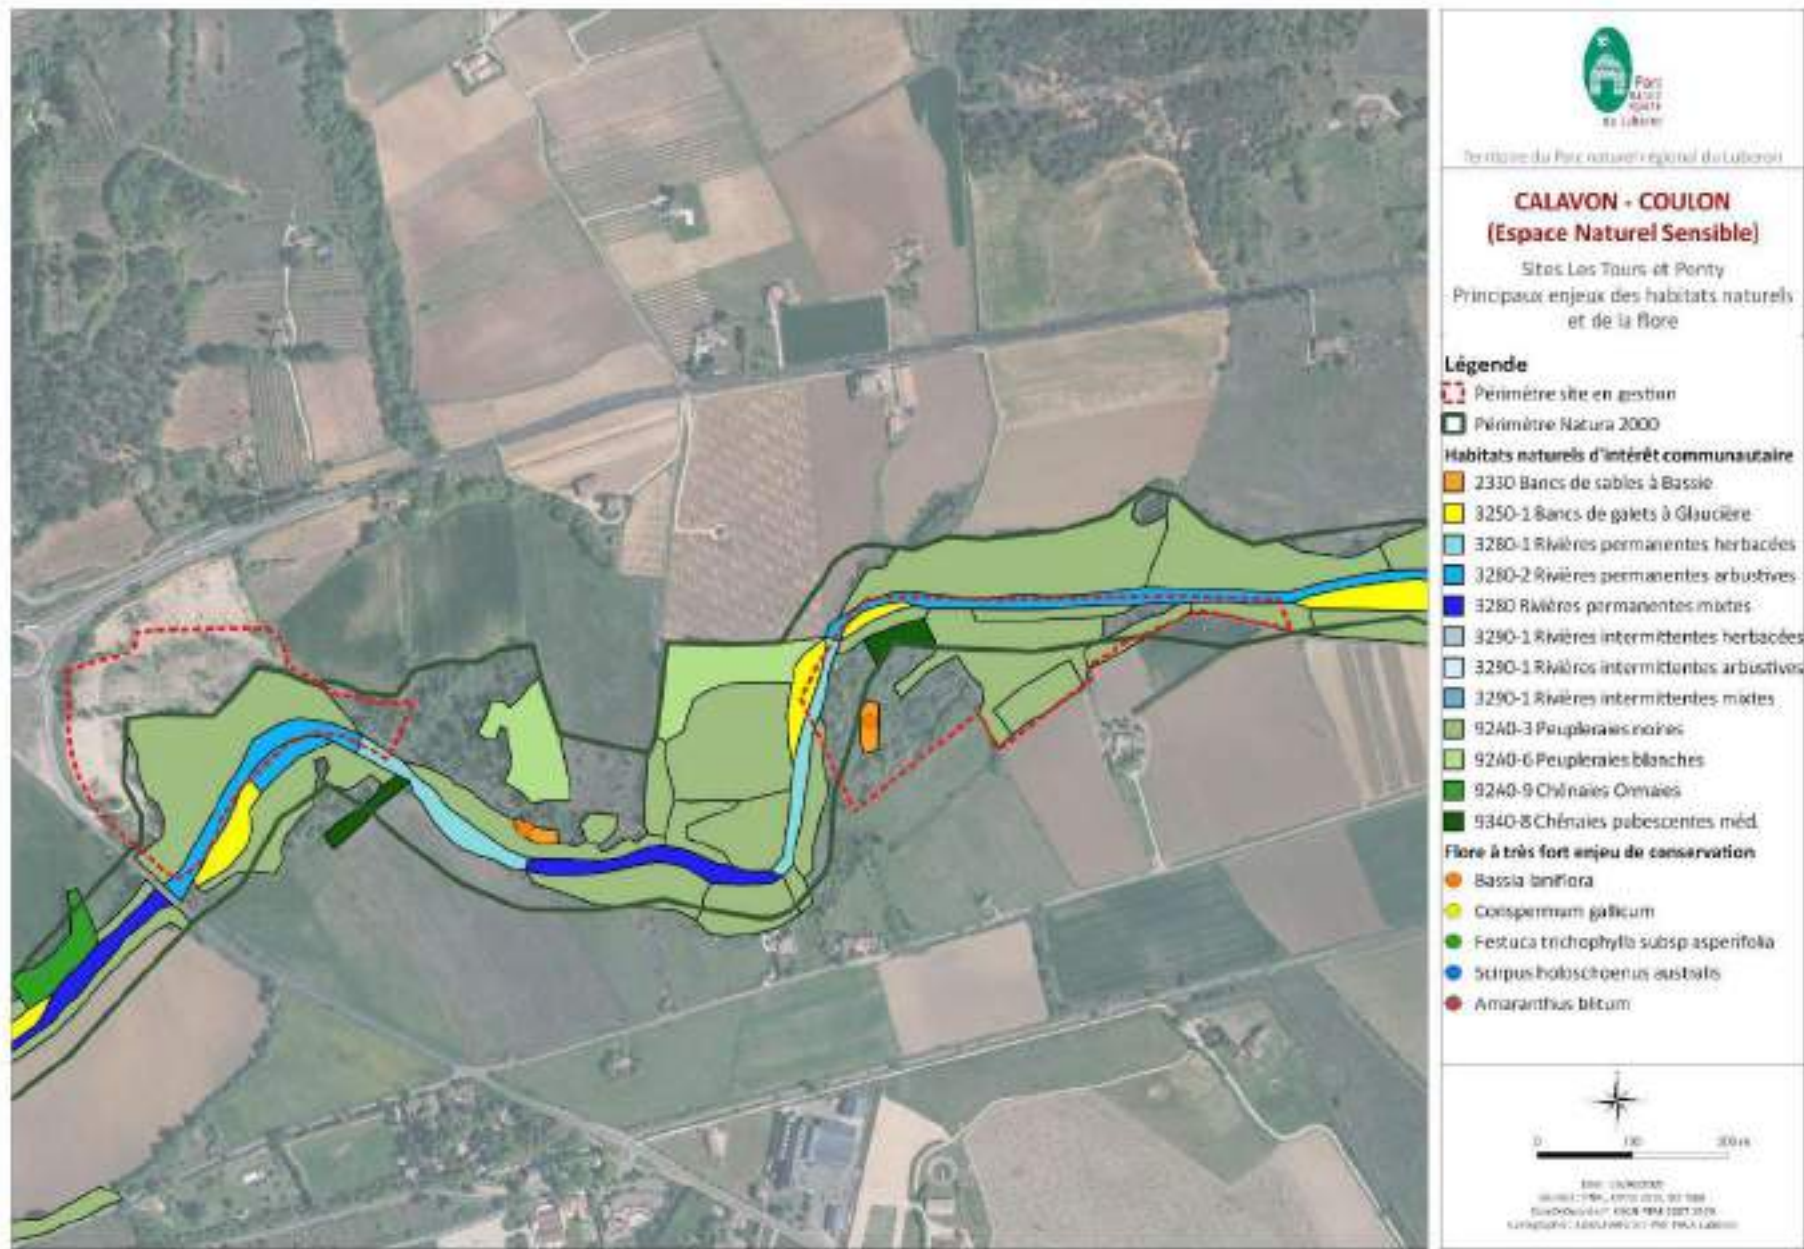 Parc
du Luberon
Territoire du Parc naturel régional du Luberon
CALAVON - COULON
(Espace Naturel Sensible)
Sites Les Tours et Perty
Principaux enjeux des habitats naturels
et de la flore
Légende
Périmètre site en gestion
Périmètre Natura 2000
Habitats naturels d'intérêt communautaire
2330 Bancs de sables à Bassie
3250-1 Bancs de galets à Glaucière
3280-1 Rivières permanentes herbacées
3280-2 Rivières permanentes arbustives
3280 Rivières permanentes mixtes
3290-1 Rivières intermittentes herbacées
3290-1 Rivières intermittentes arbustives
3290-1 Rivières intermittentes mixtes
92A0-3 Peupleraies noires
92A0-6 Peupleraies blanches
92A0-9 Chênaies Ormaies
9340-8 Chênaies pubescentes méd.
Flore à très fort enjeu de conservation
Bassia laniflora
Corispermum gallicum
Festuca trichophylla subsp asperifolia
Scirpus holoschoenus australis
Amaranthus blitum
0